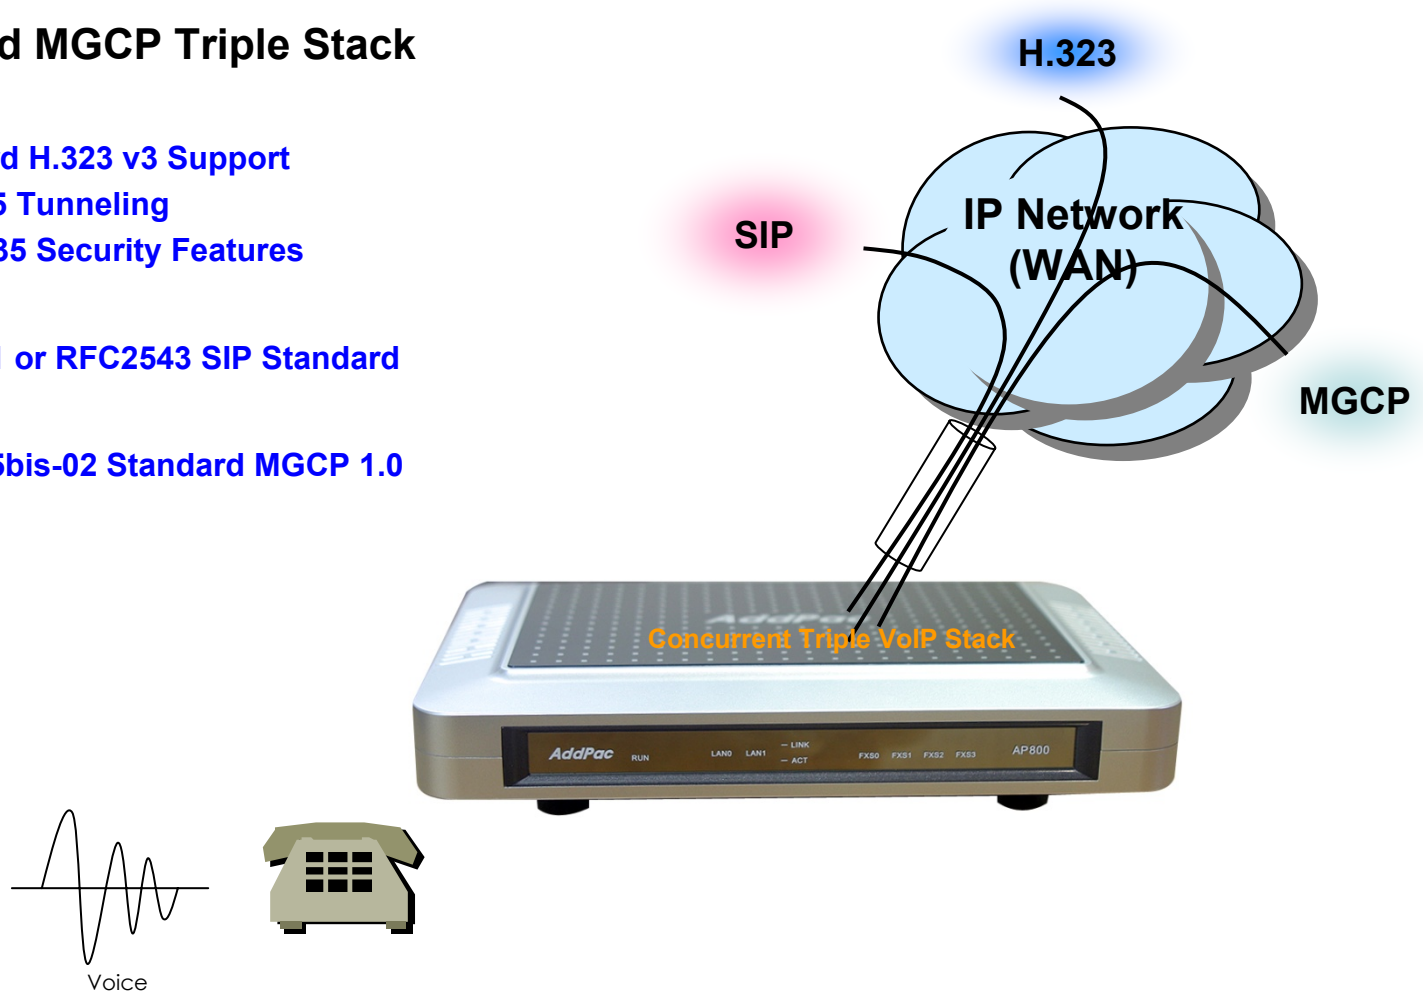 d MGCP Triple Stack
H.323
rd H.323 v3 Support
5 Tunneling
35 Security Features
IP Network
(WAN)
SIP
or RFC2543 SIP Standard
MGCP
5bis-02 Standard MGCP 1.0
AddPac
Concurrent Triple VoIP Stack
AddPac RUN LAN0 LAN1 – LINK – ACT FXS0 FXS1 FXS2 FXS3 AP800
Voice